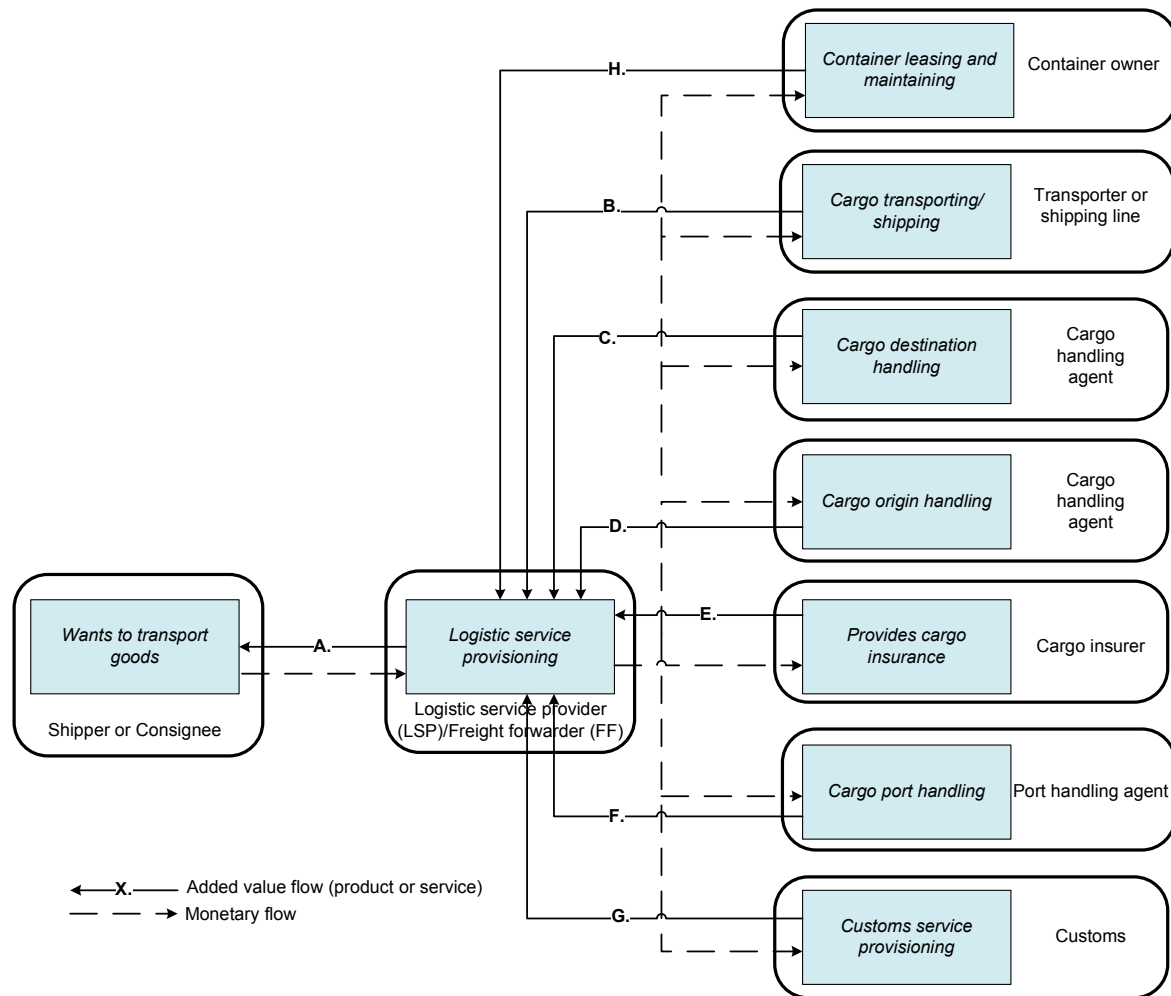 H.
Container leasing and
maintaining
Container owner
B.
Cargo transporting/
shipping
Transporter or
shipping line
C.
Cargo destination
handling
Cargo
handling
agent
D.
Cargo origin handling
Cargo
handling
agent
Wants to transport
goods
Shipper or Consignee
A.
Logistic service
provisioning
Logistic service provider
(LSP)/Freight forwarder (FF)
E.
Provides cargo
insurance
Cargo insurer
F.
Cargo port handling
Port handling agent
G.
Customs service
provisioning
Customs
X. Added value flow (product or service)
Monetary flow